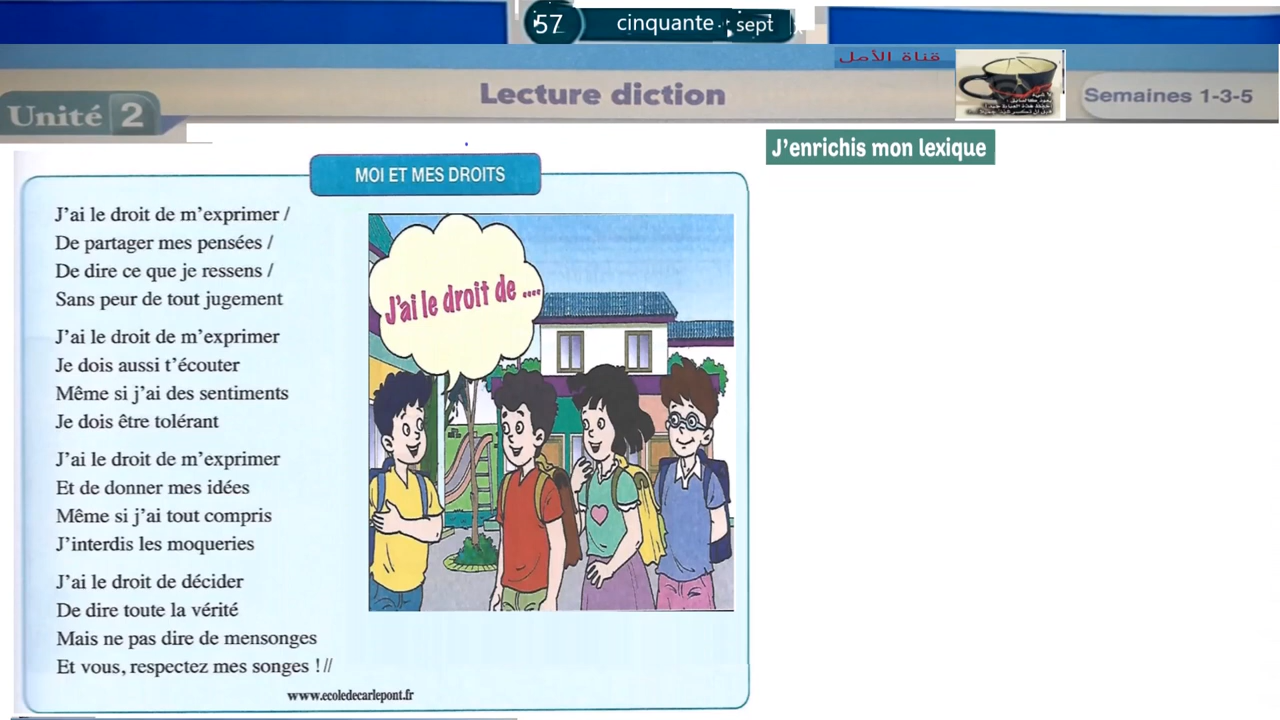 57 cinquante sept
قناة الأمل
Unité 2
Lecture diction
Semaines 1-3-5
J'enrichis mon lexique
MOI ET MES DROITS
J'ai le droit de m'exprimer /
De partager mes pensées /
De dire ce que je ressens /
Sans peur de tout jugement
J'ai le droit de m'exprimer
Je dois aussi t'écouter
Même si j'ai des sentiments
Je dois être tolérant
J'ai le droit de m'exprimer
Et de donner mes idées
Même si j'ai tout compris
J'interdis les moqueries
J'ai le droit de décider
De dire toute la vérité
Mais ne pas dire de mensonges
Et vous, respectez mes songes ! //
J'ai le droit de ....
www.ecoledecarlepont.fr